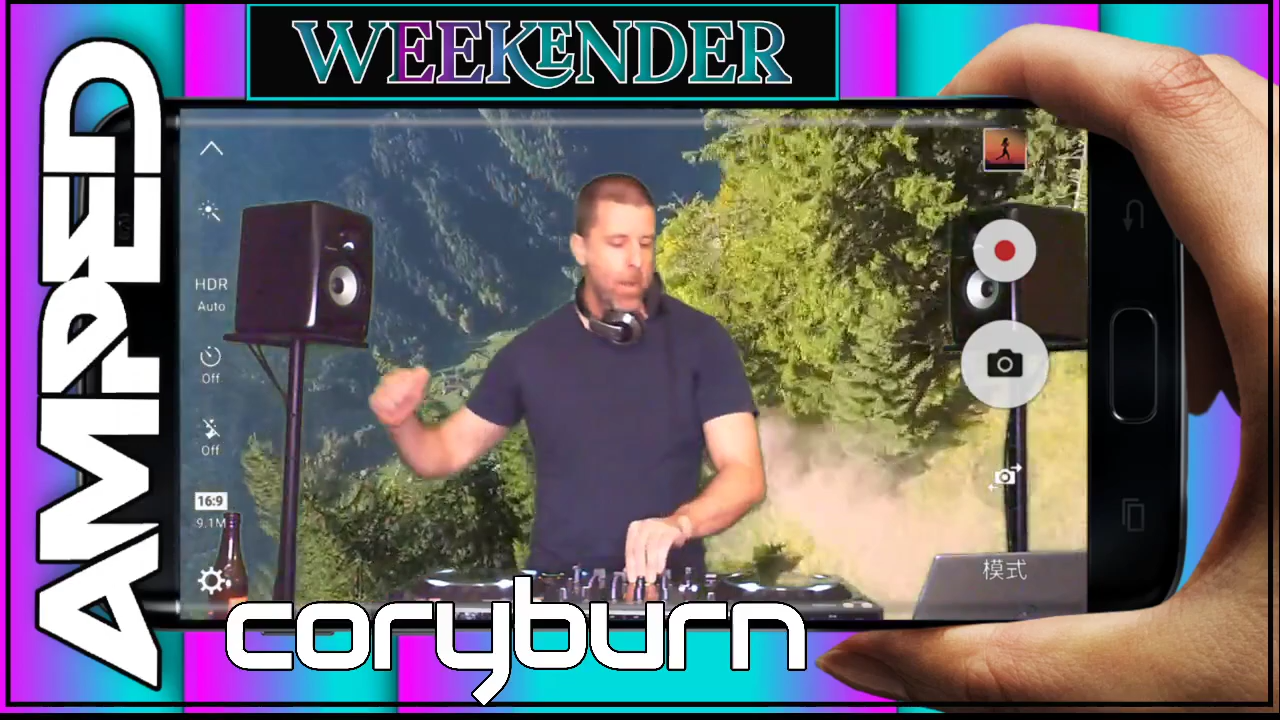 WEEKENDER
AMPED
HDR
Auto
Off
Off
16:9
9.1M
模式
coryburn